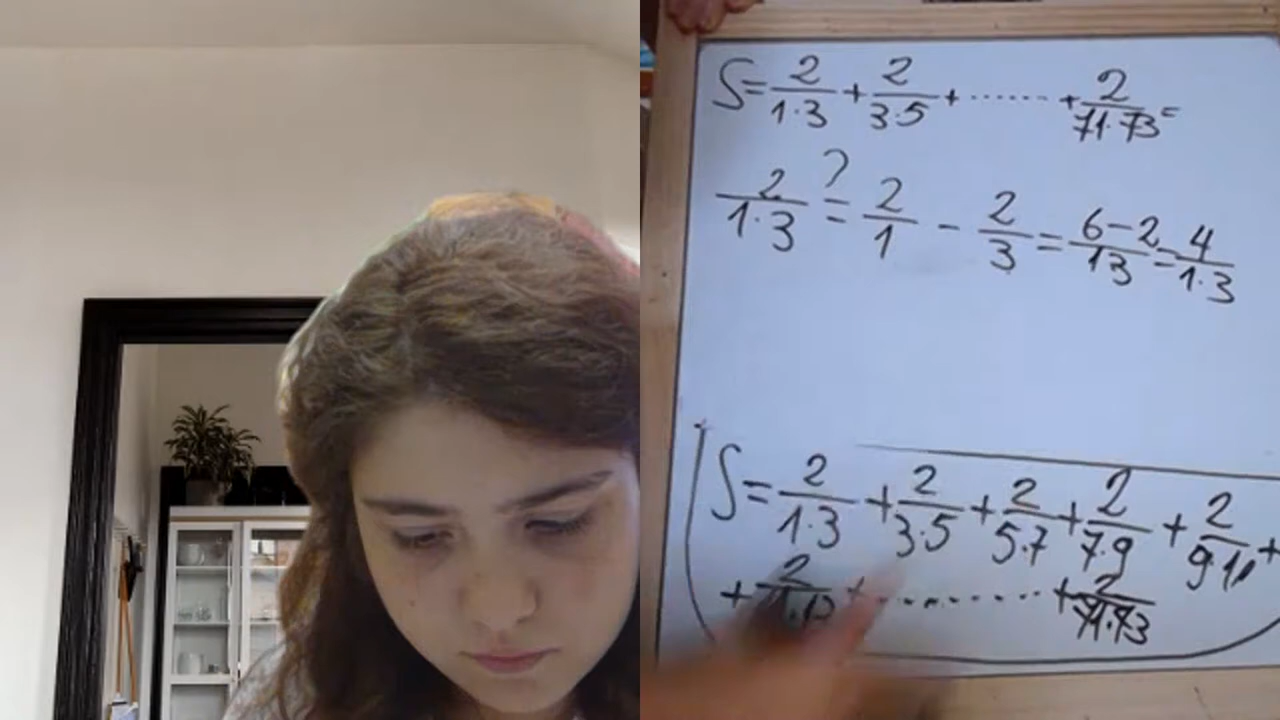 S = 2/1·3 + 2/3·5 + ...... + 2/71·73 =
2/1·3 =? 2/1 - 2/3 = 6-2/13 = 4/1·3
S = 2/1·3 + 2/3·5 + 2/5·7 + 2/7·9 + 2/9·11 +
+ 2/ + ......... + 2/71·73